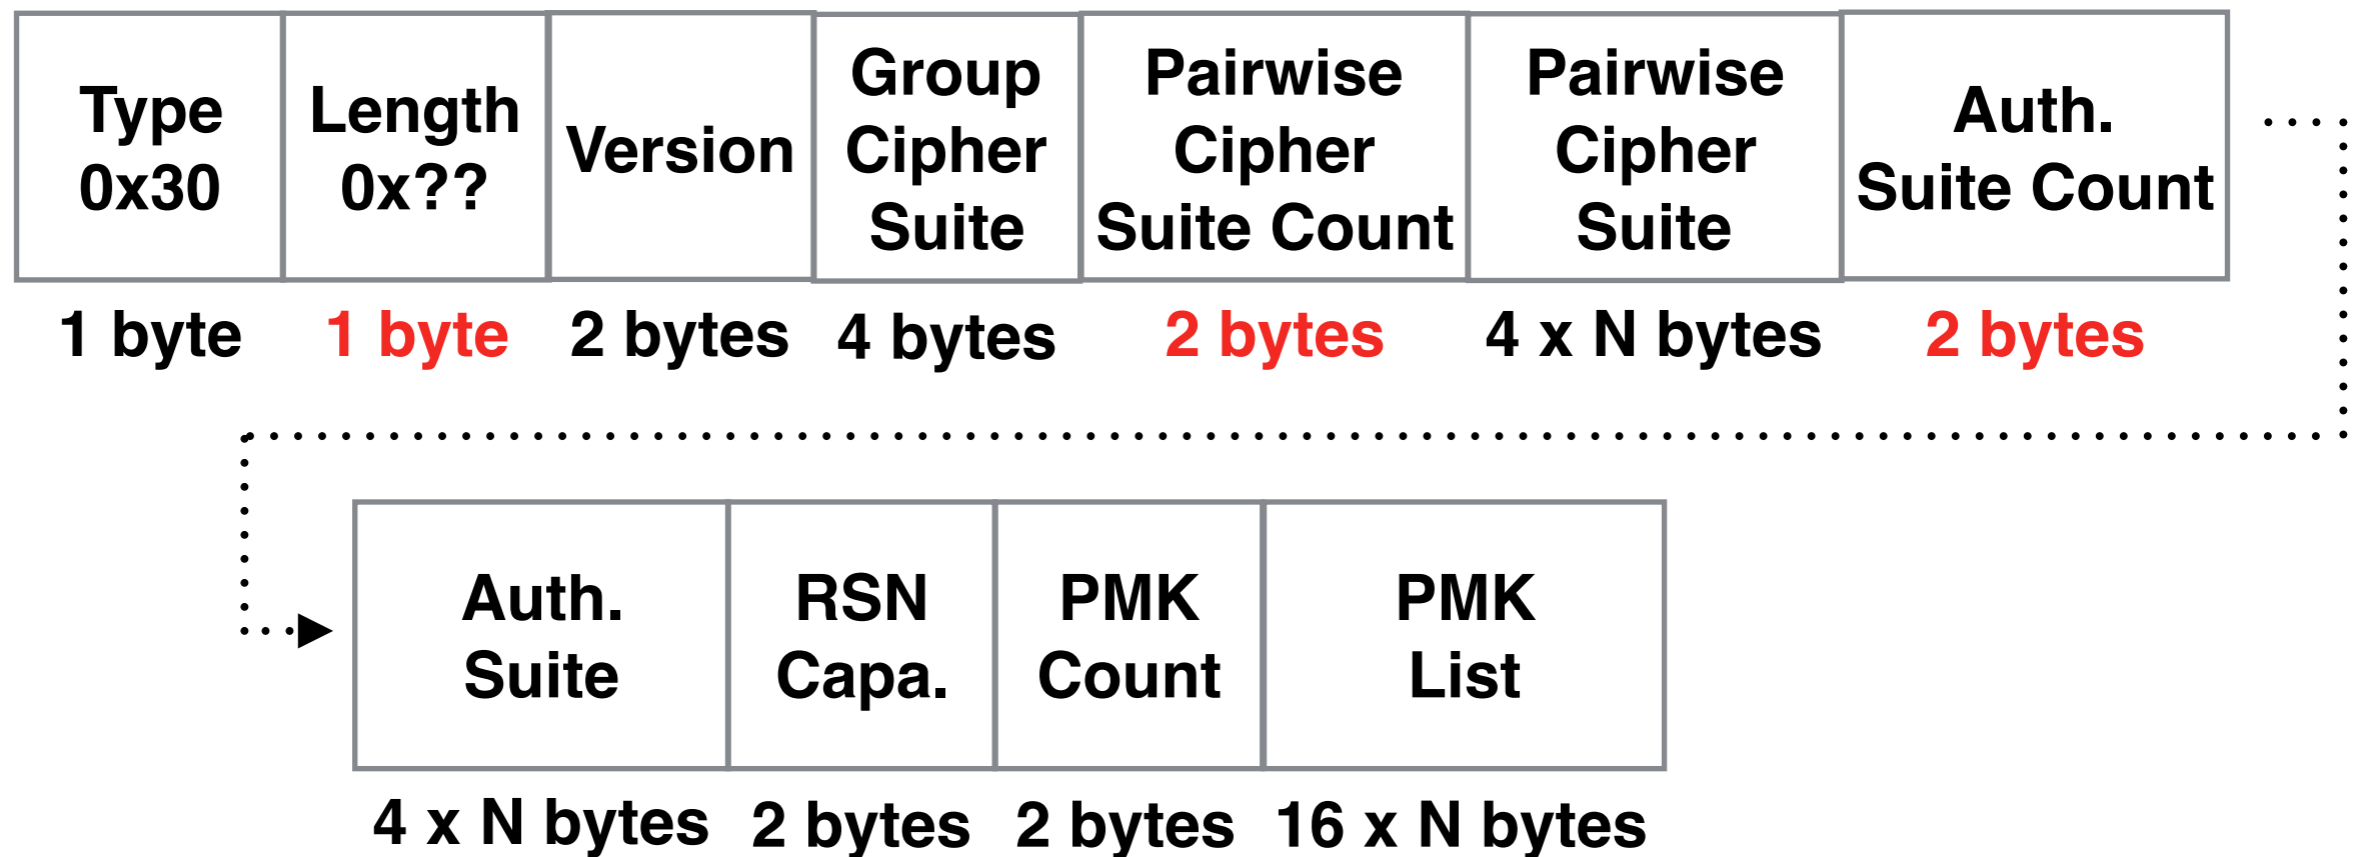 Type
0x30
Length
0x??
Version
Group
Cipher
Suite
Pairwise
Cipher
Suite Count
Pairwise
Cipher
Suite
Auth.
Suite Count
1 byte
1 byte
2 bytes
4 bytes
2 bytes
4 x N bytes
2 bytes
Auth.
Suite
RSN
Capa.
PMK
Count
PMK
List
4 x N bytes
2 bytes
2 bytes
16 x N bytes